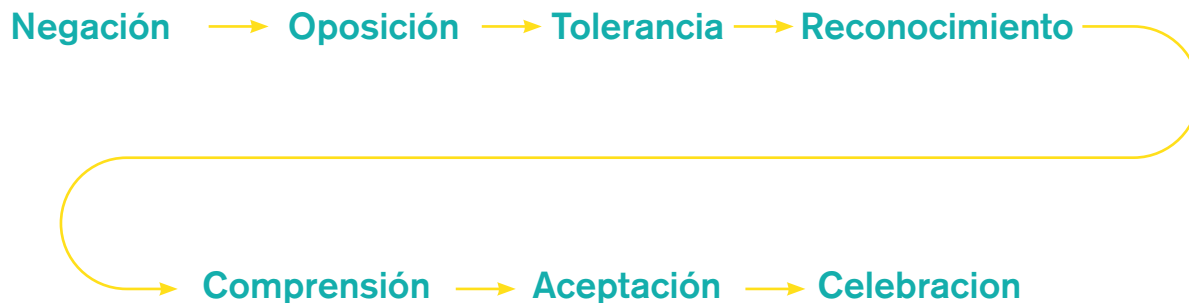 Negación Oposición Tolerancia Reconocimiento
Comprensión Aceptación Celebracion